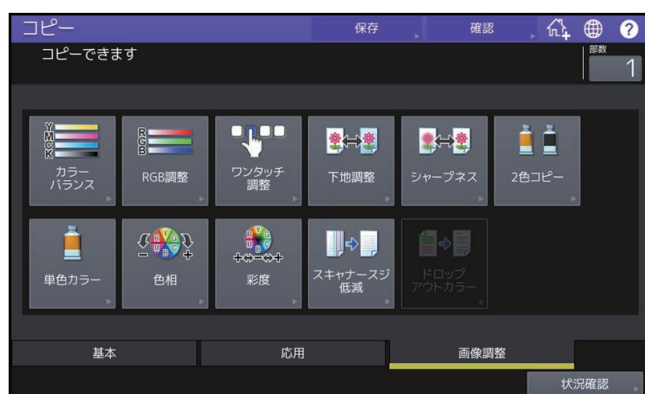 コピー
保存
確認
?
コピーできます
部数
1
Y
M
C
K
カラー
バランス
R
G
B
RGB調整
ワンタッチ
調整
下地調整
シャープネス
2色コピー
単色カラー
色相
彩度
スキャナースジ
低減
ドロップ
アウトカラー
基本
応用
画像調整
状況確認